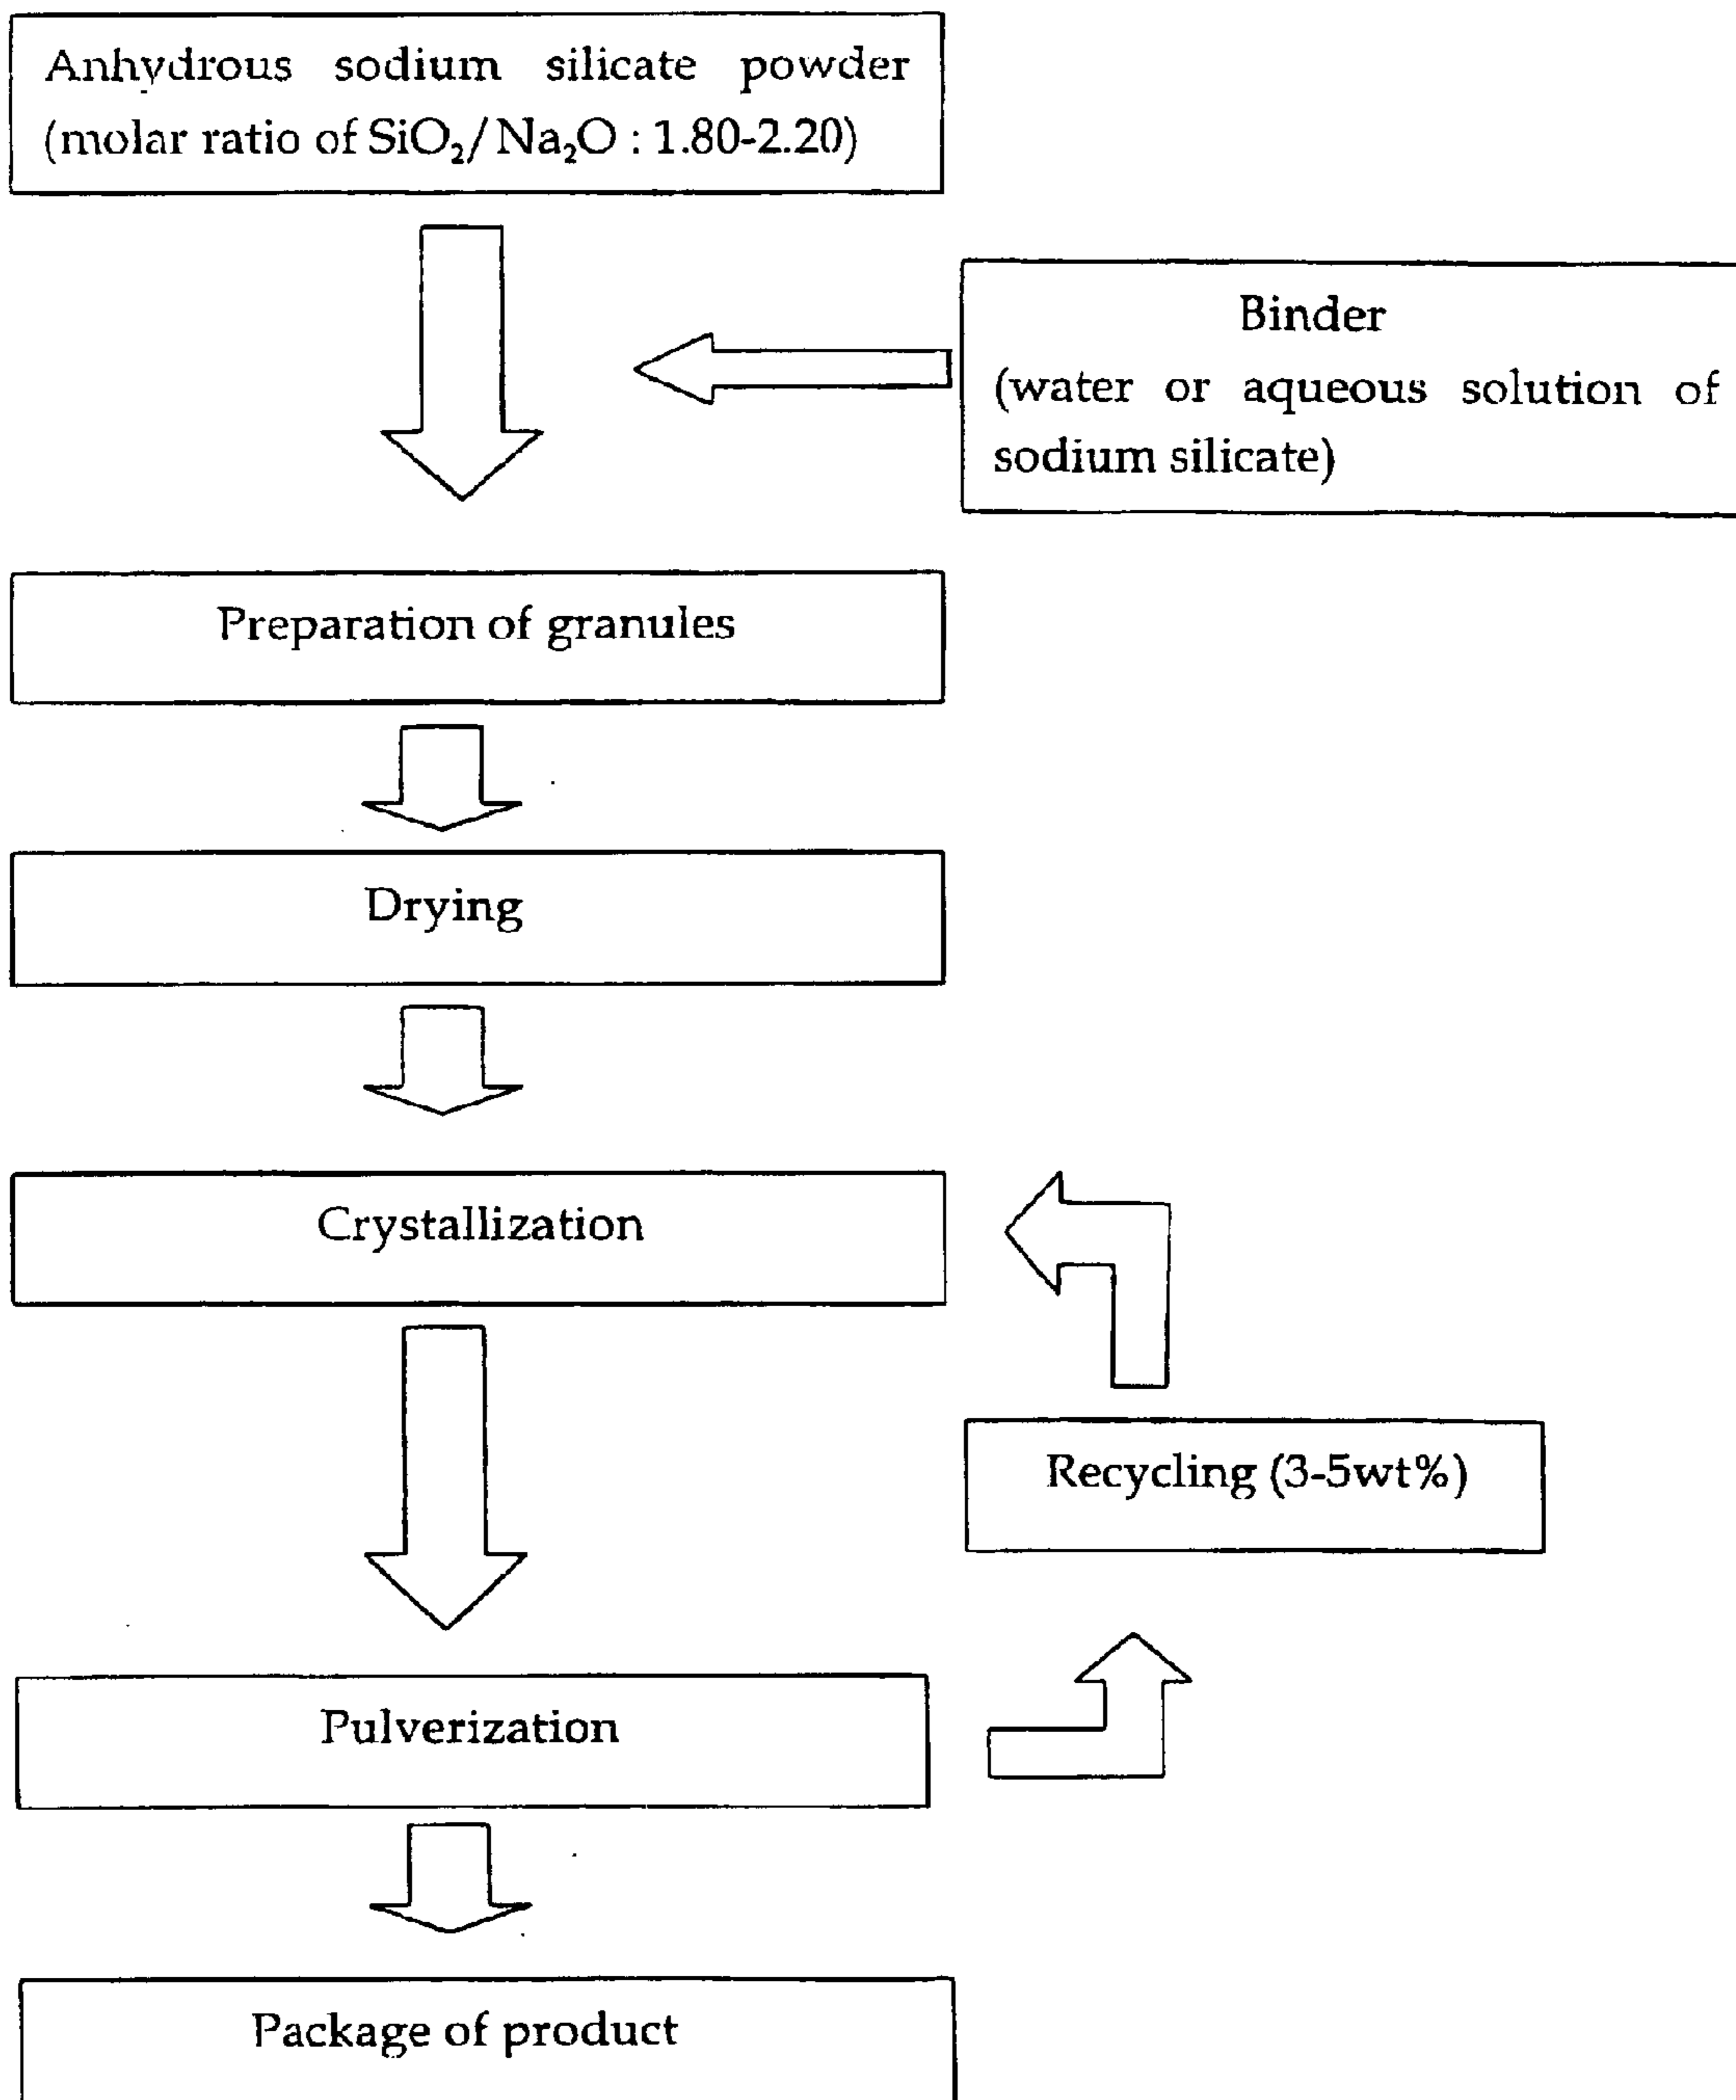 Anhydrous sodium silicate powder
(molar ratio of SiO₂/Na₂O : 1.80-2.20)
Binder
(water or aqueous solution of
sodium silicate)
Preparation of granules
Drying
Crystallization
Recycling (3-5wt%)
Pulverization
Package of product